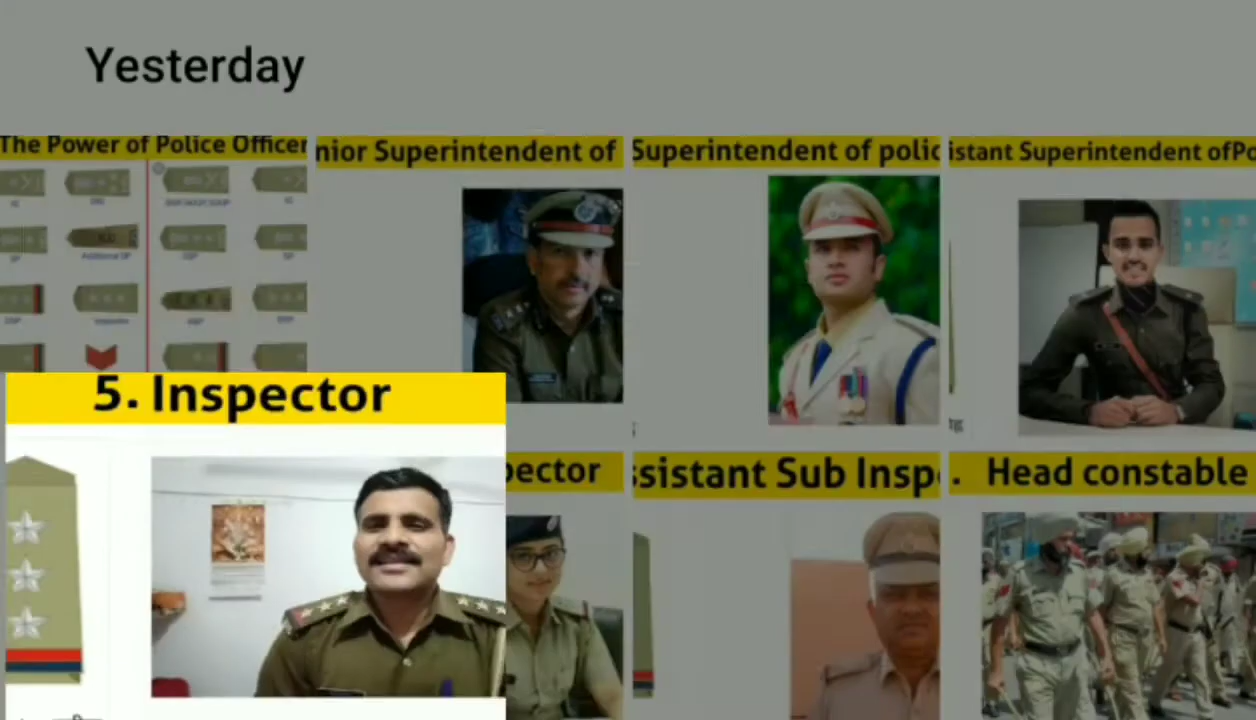 Yesterday
The Power of Police Officer
nior Superintendent of
Superintendent of polic
istant Superintendent ofPo
5. Inspector
pector
ssistant Sub Insp
. Head constable